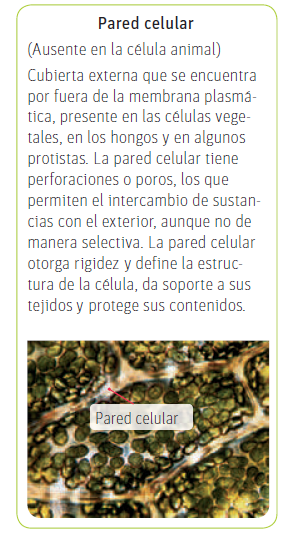 Pared celular
(Ausente en la célula animal)
Cubierta externa que se encuentra
por fuera de la membrana plasmá-
tica, presente en las células vege-
tales, en los hongos y en algunos
protistas. La pared celular tiene
perforaciones o poros, los que
permiten el intercambio de sustan-
cias con el exterior, aunque no de
manera selectiva. La pared celular
otorga rigidez y define la estruc-
tura de la célula, da soporte a sus
tejidos y protege sus contenidos.
Pared celular